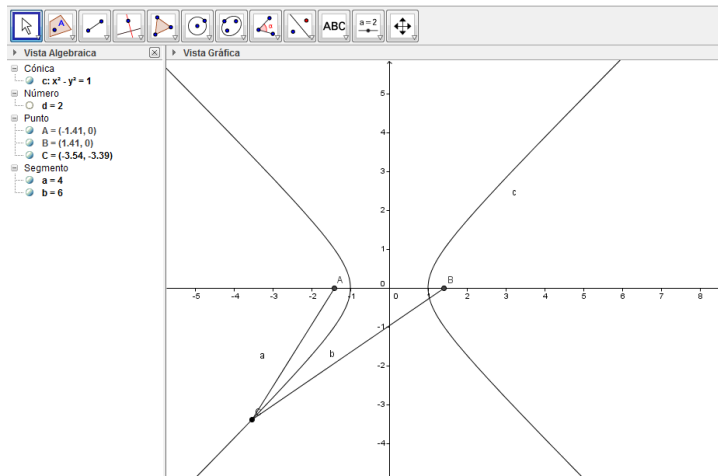 ABC
a = 2
Vista Algebraica
Cónica
c: x² - y² = 1
Número
d = 2
Punto
A = (-1.41, 0)
B = (1.41, 0)
C = (-3.54, -3.39)
Segmento
a = 4
b = 6
Vista Gráfica
5
4
3
2
1
0
-1
-2
-3
-4
-5
-4
-3
-2
-1
0
1
2
3
4
5
6
7
8
A
B
C
a
b
c